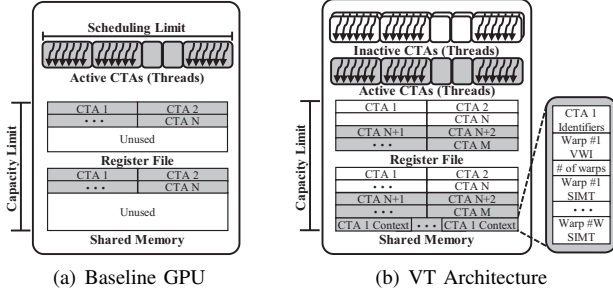 Scheduling Limit
Active CTAs (Threads)
Capacity Limit
CTA 1 CTA 2
• • • CTA N
Unused
Register File
CTA 1 CTA 2
• • • CTA N
Unused
Shared Memory
(a) Baseline GPU
Inactive CTAs (Threads)
Active CTAs (Threads)
Capacity Limit
CTA 1 CTA 2
CTA N
CTA N+1 CTA N+2
• • • CTA M
Register File
CTA 1 CTA 2
• • • CTA N
CTA N+1 CTA N+2
• • • CTA M
CTA 1 Context • • • CTA 1 Context
Shared Memory
CTA 1
Identifiers
Warp #1
VWI
# of warps
Warp #1
SIMT
• • •
Warp #W
SIMT
(b) VT Architecture